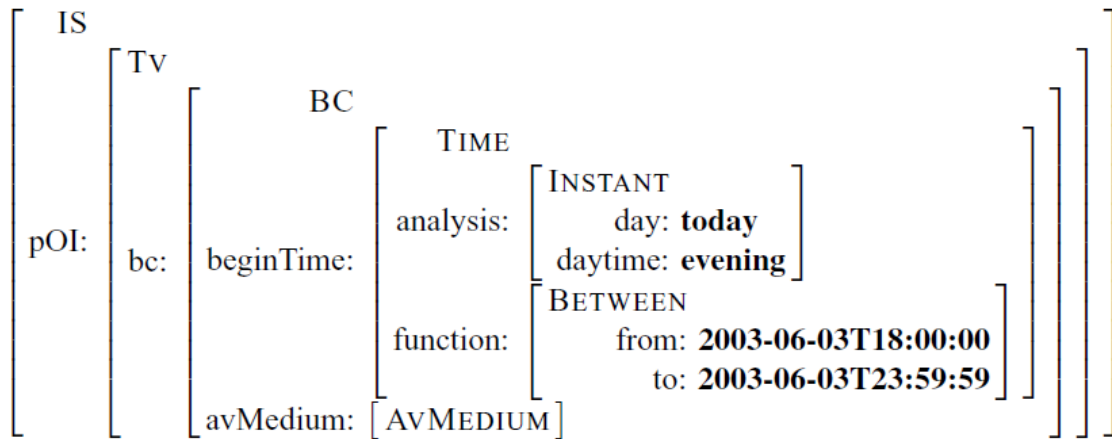 IS
TV
BC
TIME
INSTANT
analysis: day: today
pOI: bc: beginTime: daytime: evening
BETWEEN
function: from: 2003-06-03T18:00:00
to: 2003-06-03T23:59:59
avMedium: [ AVMEDIUM ]